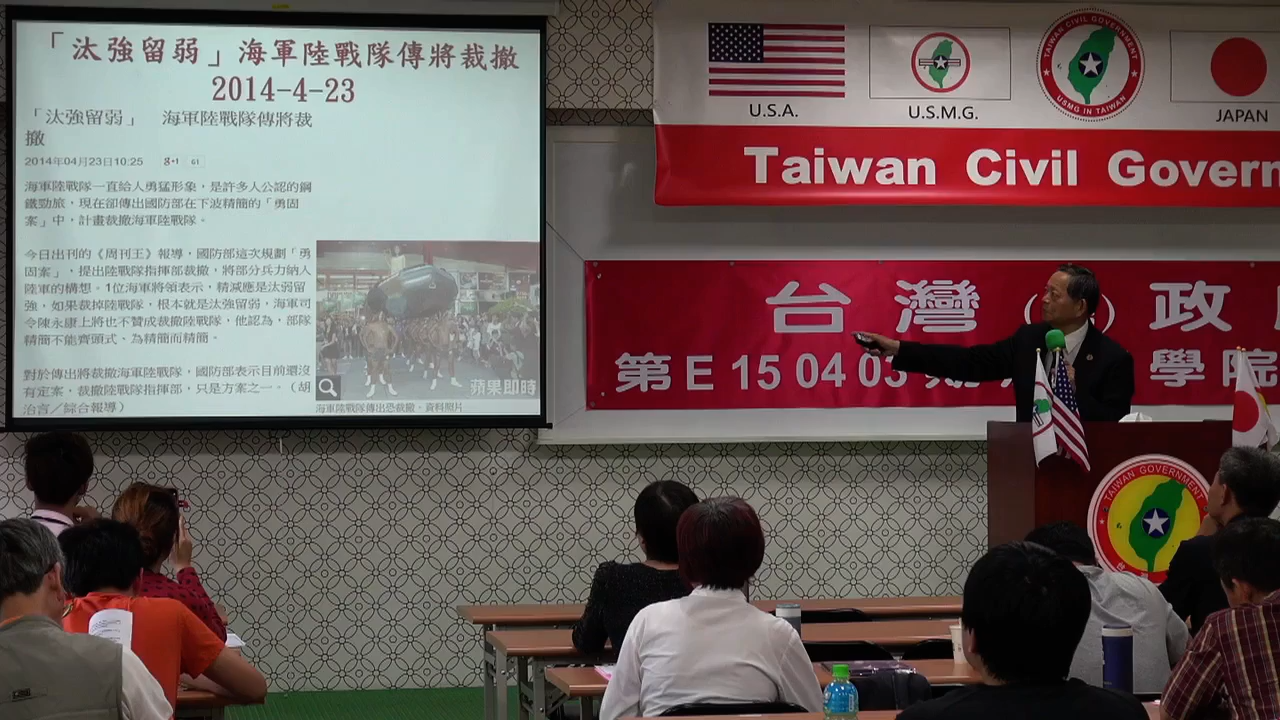 「汰強留弱」海軍陸戰隊傳將裁撤
2014-4-23
「汰強留弱」 海軍陸戰隊傳將裁
撤
2014年04月23日10:25 g+1 61
海軍陸戰隊一直給人勇猛形象，是許多人公認的鋼
鐵勁旅，現在卻傳出國防部在下波精簡的「勇固
案」中，計畫裁撤海軍陸戰隊。
今日出刊的《周刊王》報導，國防部這次規劃「勇
固案」，提出陸戰隊指揮部裁撤，將部分兵力納入
陸軍的構想。1位海軍將領表示，精減應是汰弱留
強，如果裁掉陸戰隊，根本就是汰強留弱，海軍司
令陳永康上將也不贊成裁撤陸戰隊，他認為，部隊
精簡不能齊頭式、為精簡而精簡。
對於傳出將裁撤海軍陸戰隊，國防部表示目前還沒
有定案，裁撤陸戰隊指揮部，只是方案之一。（胡
治言／綜合報導）
蘋果即時
海軍陸戰隊傳出恐裁撤。資料照片
U.S.A.
U.S.M.G.
TAIWAN CIVIL GOVERNMENT
USMG IN TAIWAN
JAPAN
Taiwan Civil Govern
台灣 政
第E 15 04 03 期 學院
TAIWAN GOVERNMENT